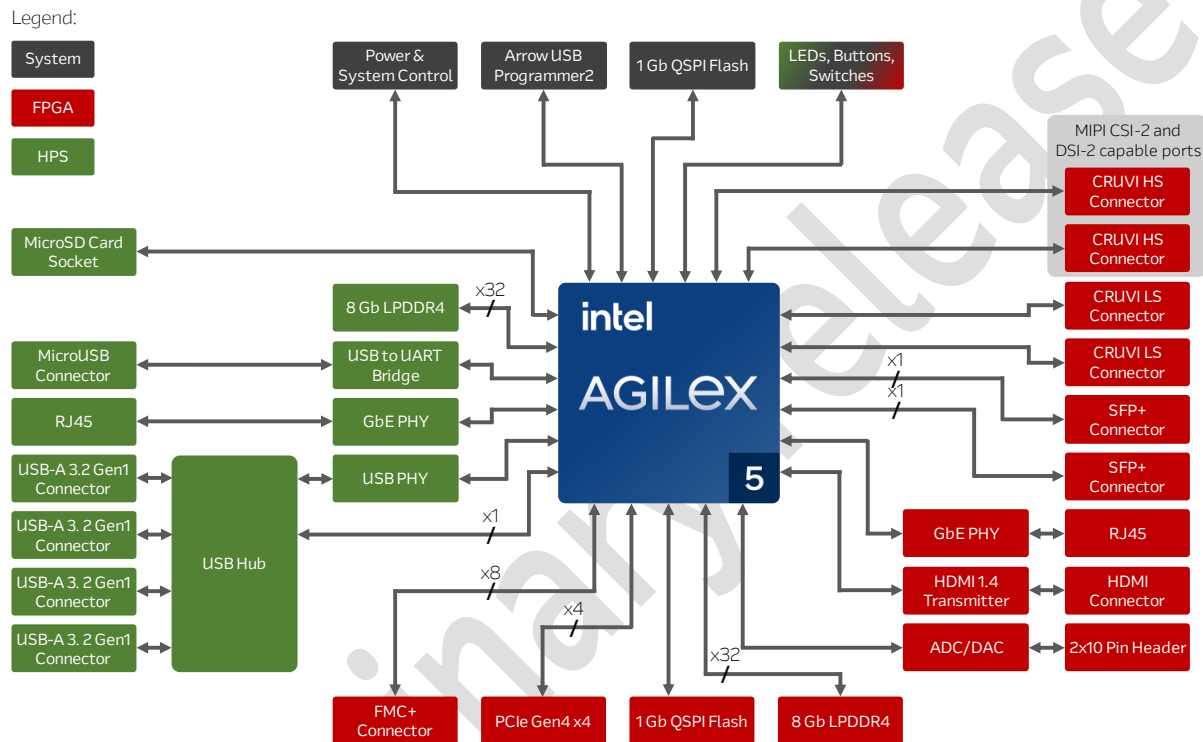 Legend:
System
FPGA
HPS
Power &
System Control
Arrow USB
Programmer2
1 Gb QSPI Flash
LEDs, Buttons,
Switches
MIPI CSI-2 and
DSI-2 capable ports
CRUVI HS
Connector
CRUVI HS
Connector
CRUVI LS
Connector
CRUVI LS
Connector
SFP+
Connector
SFP+
Connector
x1
x1
MicroSD Card
Socket
x32
8 Gb LPDDR4
MicroUSB
Connector
USB to UART
Bridge
RJ45
GbE PHY
USB-A 3.2 Gen1
Connector
USB-A 3. 2 Gen1
Connector
USB-A 3. 2 Gen1
Connector
USB-A 3. 2 Gen1
Connector
USB Hub
USB PHY
x1
intel
AGILEX
5
GbE PHY
RJ45
HDMI 1.4
Transmitter
HDMI
Connector
ADC/DAC
2x10 Pin Header
x8
x4
x32
FMC+
Connector
PCIe Gen4 x4
1 Gb QSPI Flash
8 Gb LPDDR4
inary release